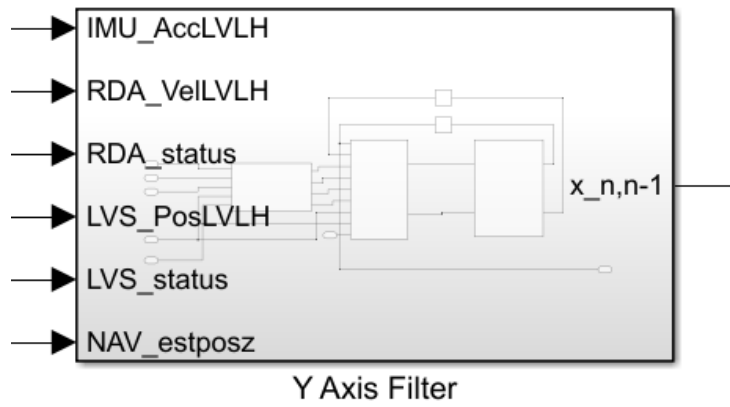 IMU_AccLVLH
RDA_VelLVLH
RDA_status
LVS_PosLVLH
LVS_status
NAV_estposz
x_n,n-1
Y Axis Filter